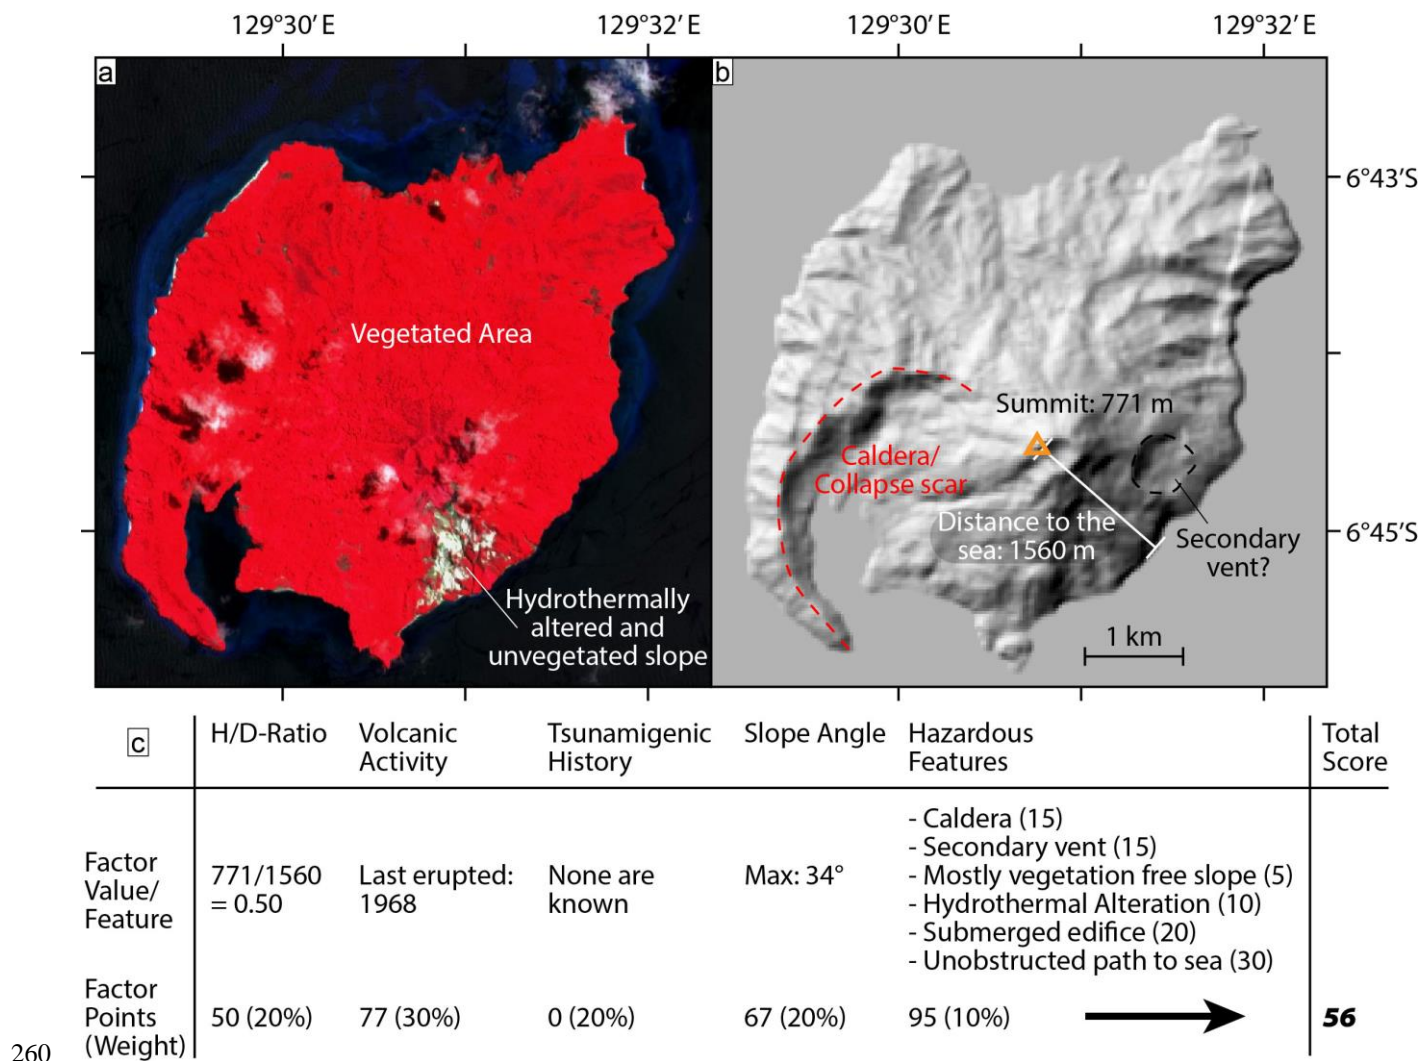 129°30′E
129°32′E
129°30′E
129°32′E
a
b
6°43′S
Vegetated Area
Summit: 771 m
Caldera/
Collapse scar
Distance to the
sea: 1560 m
6°45′S
Secondary
vent?
Hydrothermally
altered and
unvegetated slope
1 km
c
H/D-Ratio
Volcanic
Activity
Tsunamigenic
History
Slope Angle
Hazardous
Features
Total
Score
Factor
Value/
Feature
771/1560
= 0.50
Last erupted:
1968
None are
known
Max: 34°
- Caldera (15)
- Secondary vent (15)
- Mostly vegetation free slope (5)
- Hydrothermal Alteration (10)
- Submerged edifice (20)
- Unobstructed path to sea (30)
Factor
Points
(Weight)
50 (20%)
77 (30%)
0 (20%)
67 (20%)
95 (10%)
56
260